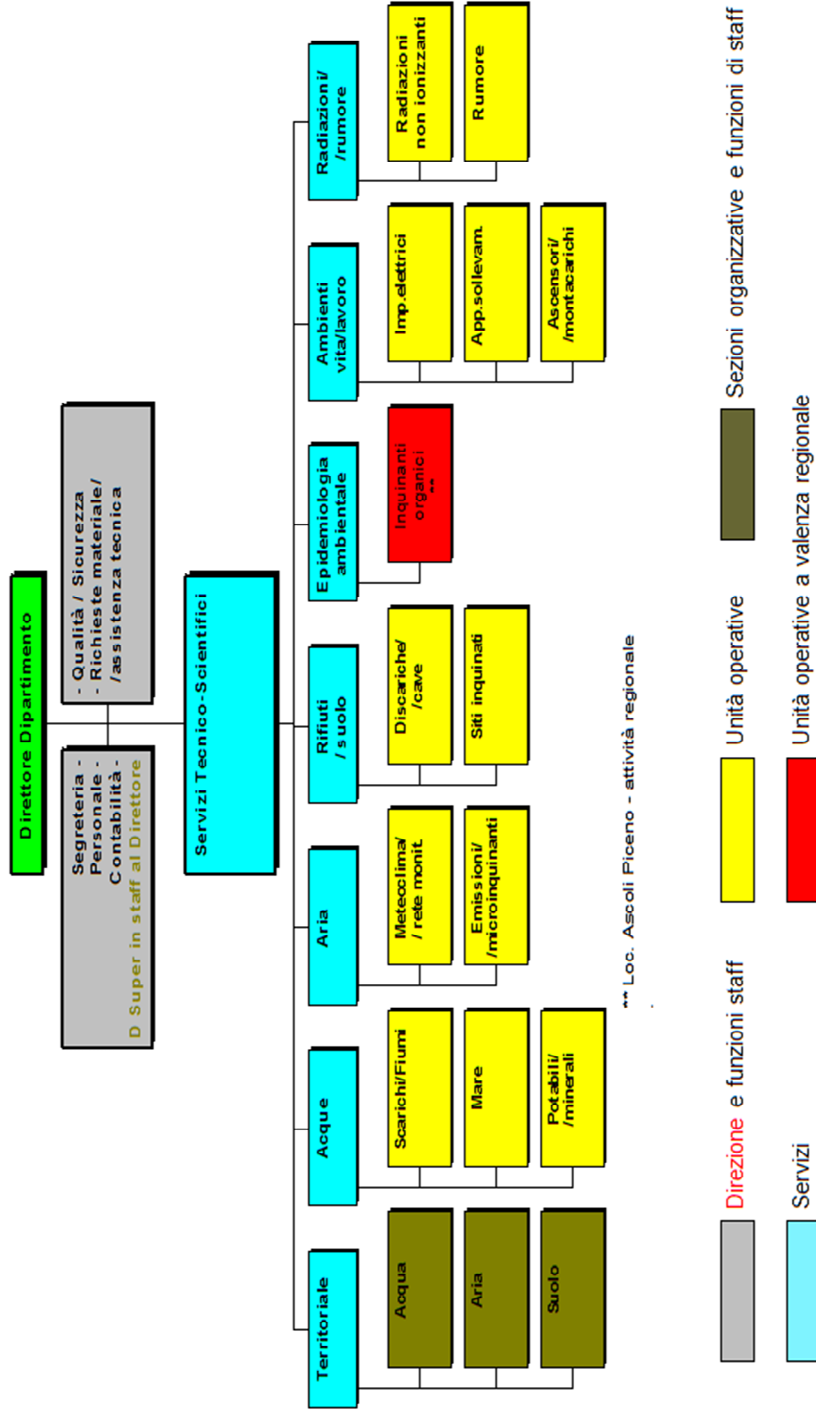 Direttore Dipartimento
Segreteria -
Personale -
Contabilità -
D Super in staff al Direttore
- Qualità / Sicurezza
- Richieste materiale/
/assistenza tecnica
Servizi Tecnico-Scientifici
Territoriale
Acqua
Aria
Suolo
Acque
Scarichi/Fiumi
Mare
Potabili/
/minerali
Aria
Meteoclima/
/ rete monit.
Emissioni/
/microinquinanti
Rifiuti
/ suolo
Discariche/
/cave
Siti inquinati
Epidemiologia
ambientale
Inquinanti
organici
**
Ambienti
vita/lavoro
Imp.elettrici
App.sollevam.
Ascensori/
/montacarichi
Radiazioni/
/rumore
Radiazioni
non ionizzanti
Rumore
** Loc. Ascoli Piceno - attività regionale
.
Direzione e funzioni staff
Unità operative
Sezioni organizzative e funzioni di staff
Servizi
Unità operative a valenza regionale